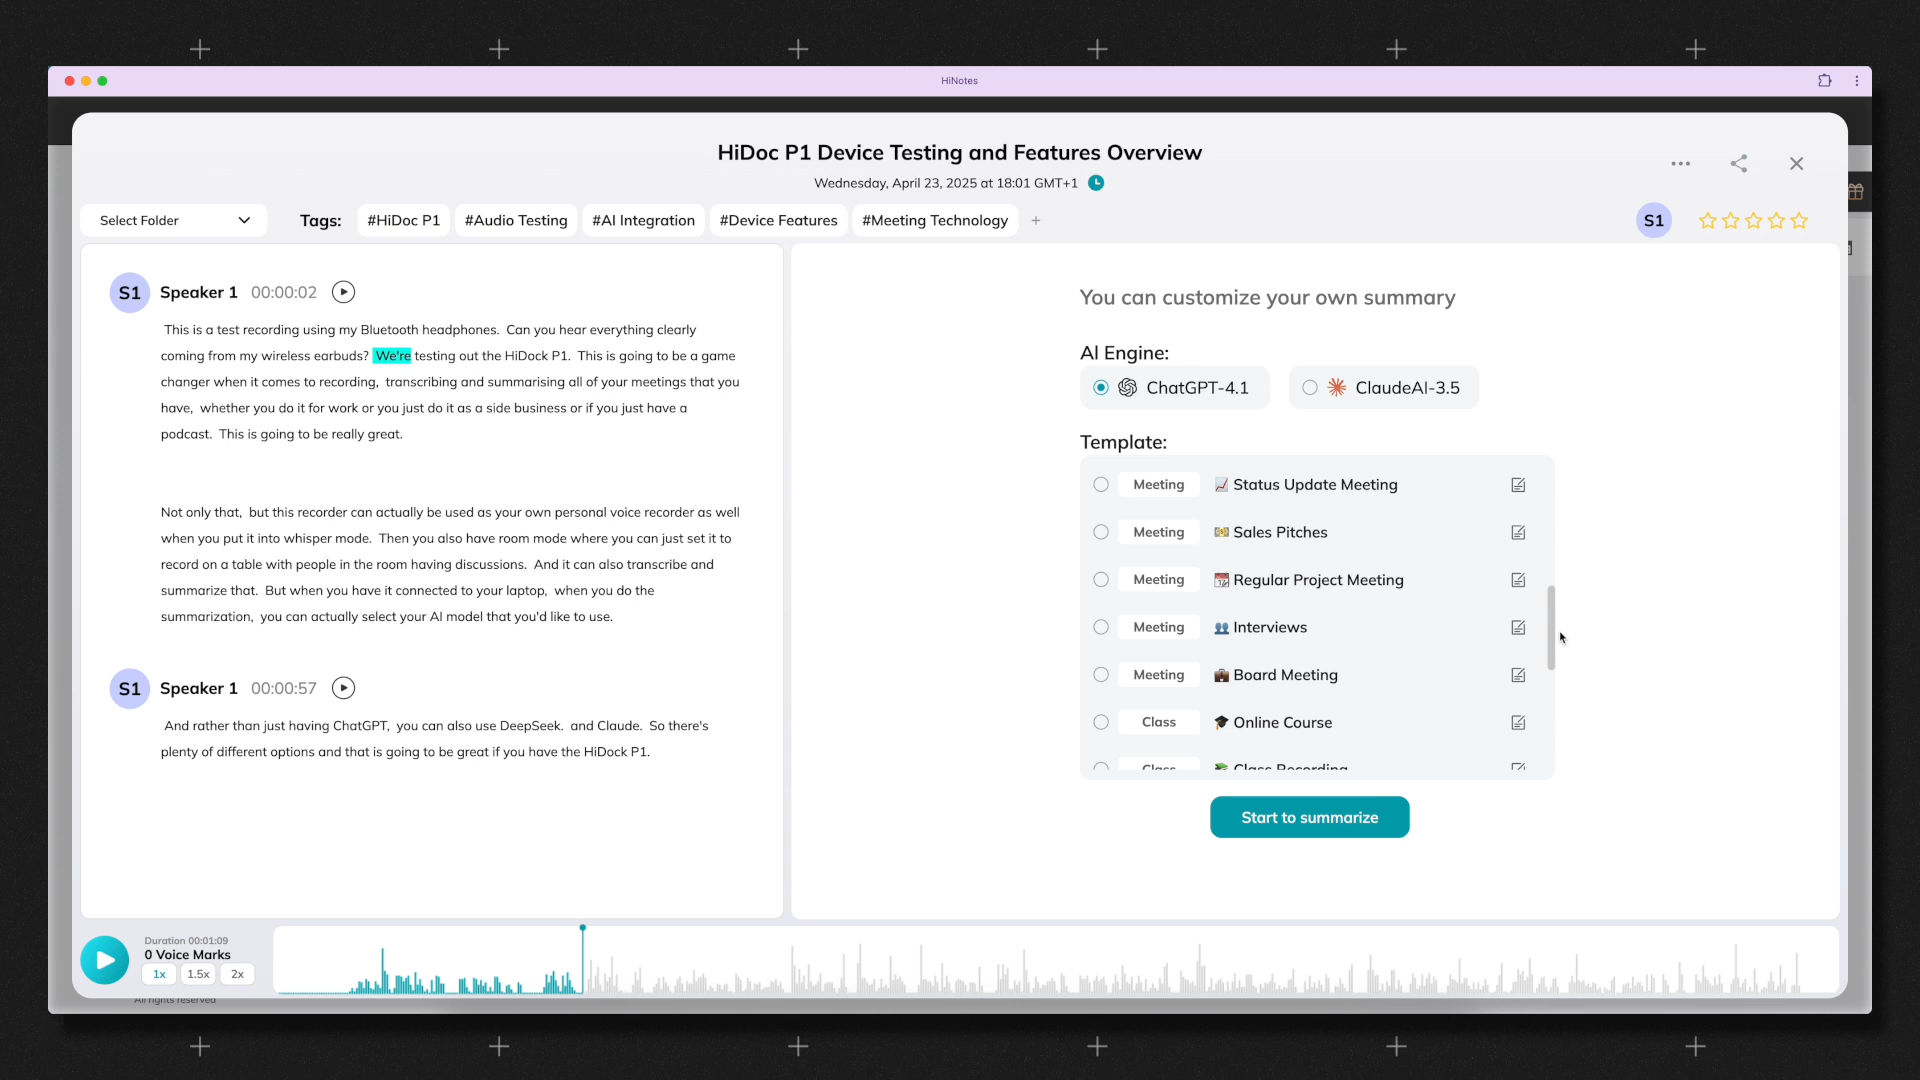 HiNotes
HiDoc P1 Device Testing and Features Overview
Wednesday, April 23, 2025 at 18:01 GMT+1
Select Folder
Tags: #HiDoc P1 #Audio Testing #AI Integration #Device Features #Meeting Technology +
S1
S1 Speaker 1 00:00:02
This is a test recording using my Bluetooth headphones. Can you hear everything clearly
coming from my wireless earbuds? We're testing out the HiDock P1. This is going to be a game
changer when it comes to recording, transcribing and summarising all of your meetings that you
have, whether you do it for work or you just do it as a side business or if you just have a
podcast. This is going to be really great.
Not only that, but this recorder can actually be used as your own personal voice recorder as well
when you put it into whisper mode. Then you also have room mode where you can just set it to
record on a table with people in the room having discussions. And it can also transcribe and
summarize that. But when you have it connected to your laptop, when you do the
summarization, you can actually select your AI model that you'd like to use.
S1 Speaker 1 00:00:57
And rather than just having ChatGPT, you can also use DeepSeek. and Claude. So there's
plenty of different options and that is going to be great if you have the HiDock P1.
You can customize your own summary
AI Engine:
ChatGPT-4.1 ClaudeAI-3.5
Template:
Meeting Status Update Meeting
Meeting Sales Pitches
Meeting Regular Project Meeting
Meeting Interviews
Meeting Board Meeting
Class Online Course
Class Class Recording
Start to summarize
Duration 00:01:09
0 Voice Marks
1x 1.5x 2x
All rights reserved